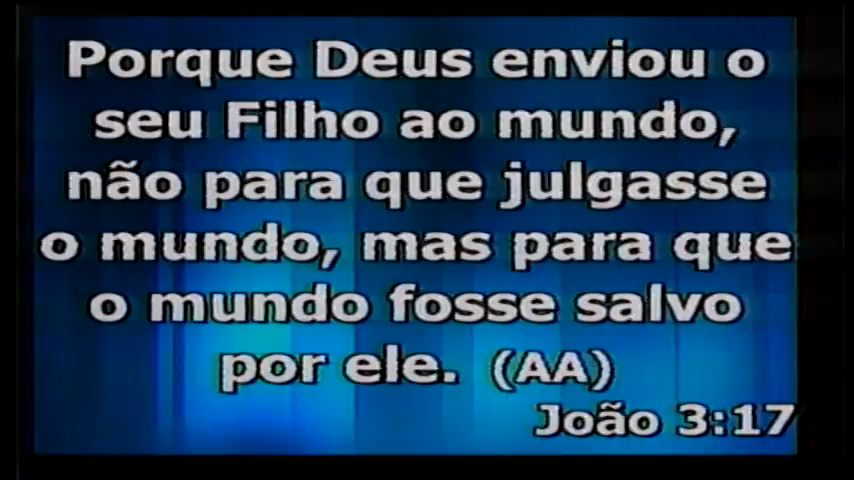 Porque Deus enviou o
seu Filho ao mundo,
não para que julgasse
o mundo, mas para que
o mundo fosse salvo
por ele. (AA)
João 3:17